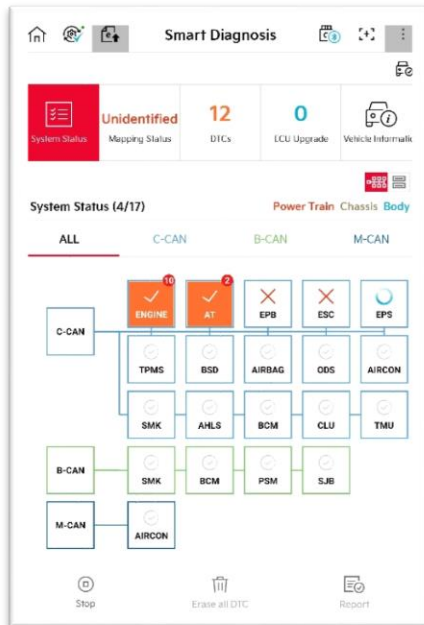 Smart Diagnosis
Unidentified 12 0
System Status Mapping Status DTCs ECU Upgrade Vehicle Informatic
System Status (4/17) Power Train Chassis Body
ALL C-CAN B-CAN M-CAN
10 2
ENGINE AT EPB ESC EPS
C-CAN
TPMS BSD AIRBAG ODS AIRCON
SMK AHLS BCM CLU TMU
B-CAN
SMK BCM PSM SJB
M-CAN
AIRCON
Stop Erase all DTC Report